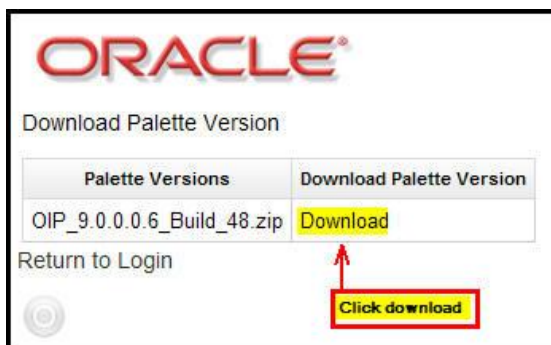 ORACLE®
Download Palette Version
Palette Versions Download Palette Version
OIP_9.0.0.0.6_Build_48.zip Download
Return to Login
Click download